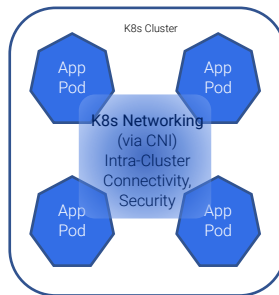 K8s Cluster
App
Pod
App
Pod
K8s Networking
(via CNI)
Intra-Cluster
Connectivity,
Security
App
Pod
App
Pod